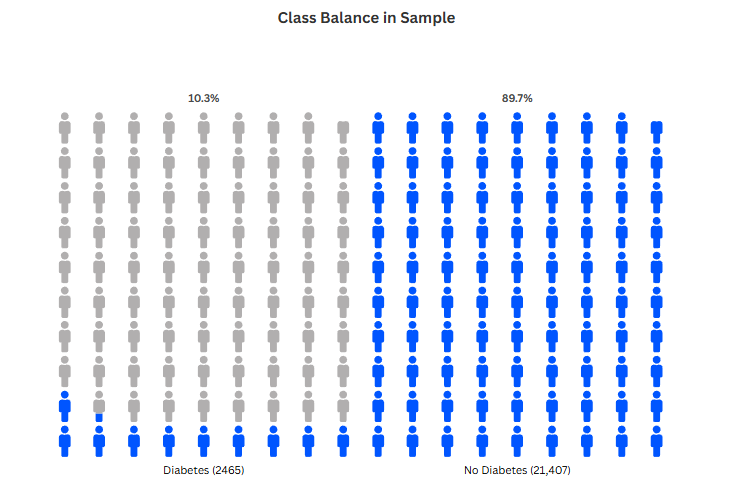 Class Balance in Sample
10.3%
89.7%
Diabetes (2465)
No Diabetes (21,407)